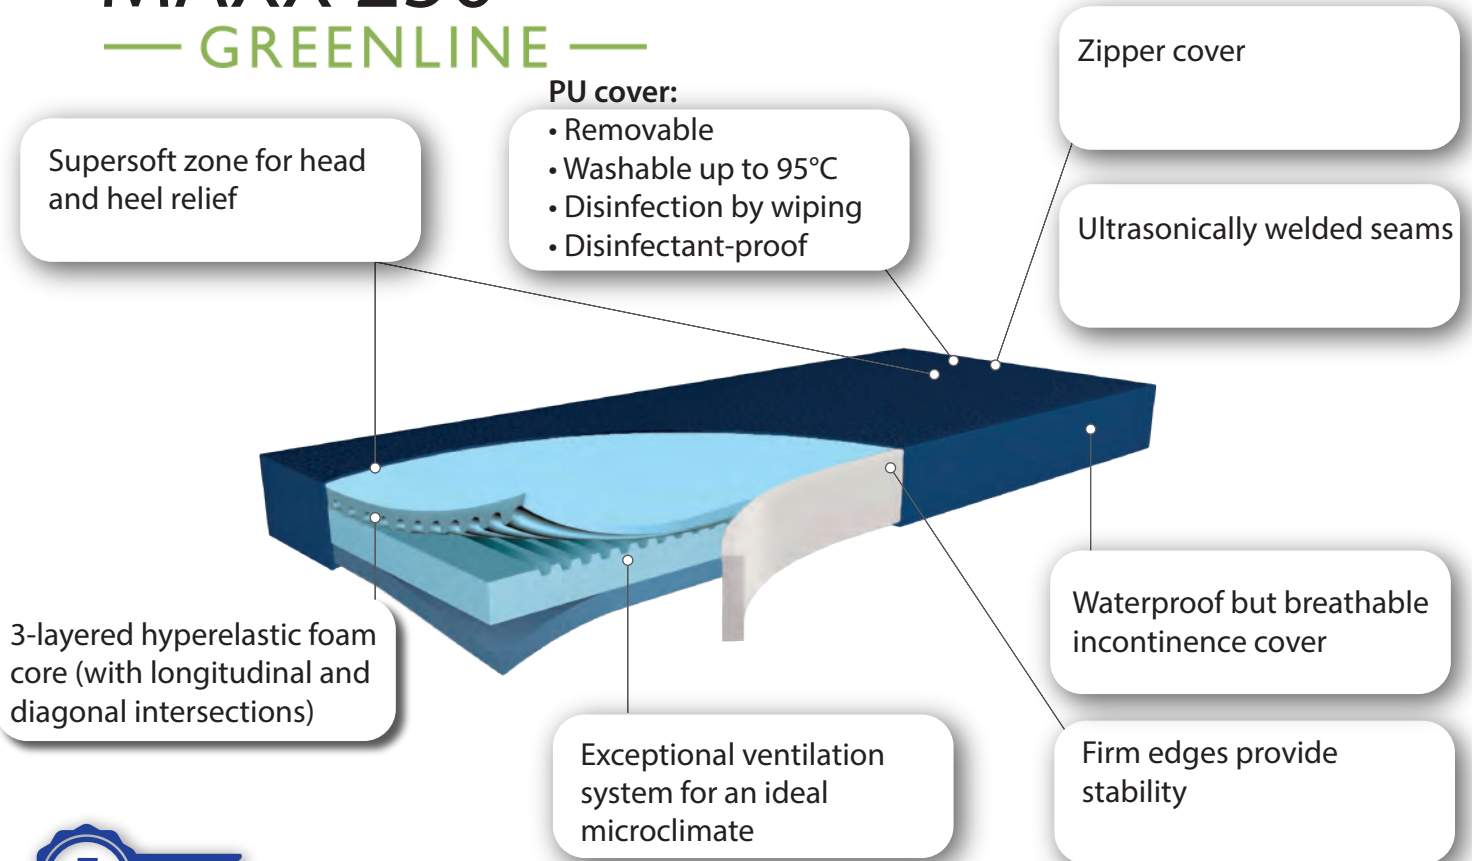 MAXX 250
GREENLINE
Zipper cover
PU cover:
• Removable
• Washable up to 95°C
• Disinfection by wiping
• Disinfectant-proof
Supersoft zone for head
and heel relief
Ultrasonically welded seams
3-layered hyperelastic foam
core (with longitudinal and
diagonal intersections)
Waterproof but breathable
incontinence cover
Exceptional ventilation
system for an ideal
microclimate
Firm edges provide
stability